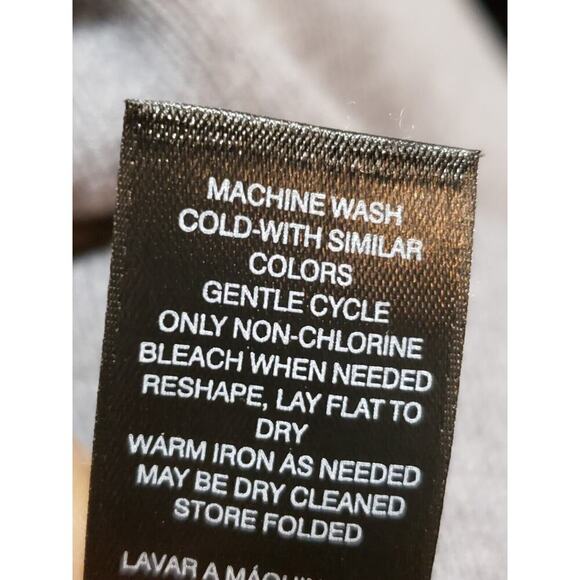 MACHINE WASH
COLD-WITH SIMILAR
COLORS
GENTLE CYCLE
ONLY NON-CHLORINE
BLEACH WHEN NEEDED
RESHAPE, LAY FLAT TO
DRY
WARM IRON AS NEEDED
MAY BE DRY CLEANED
STORE FOLDED
LAVAR A